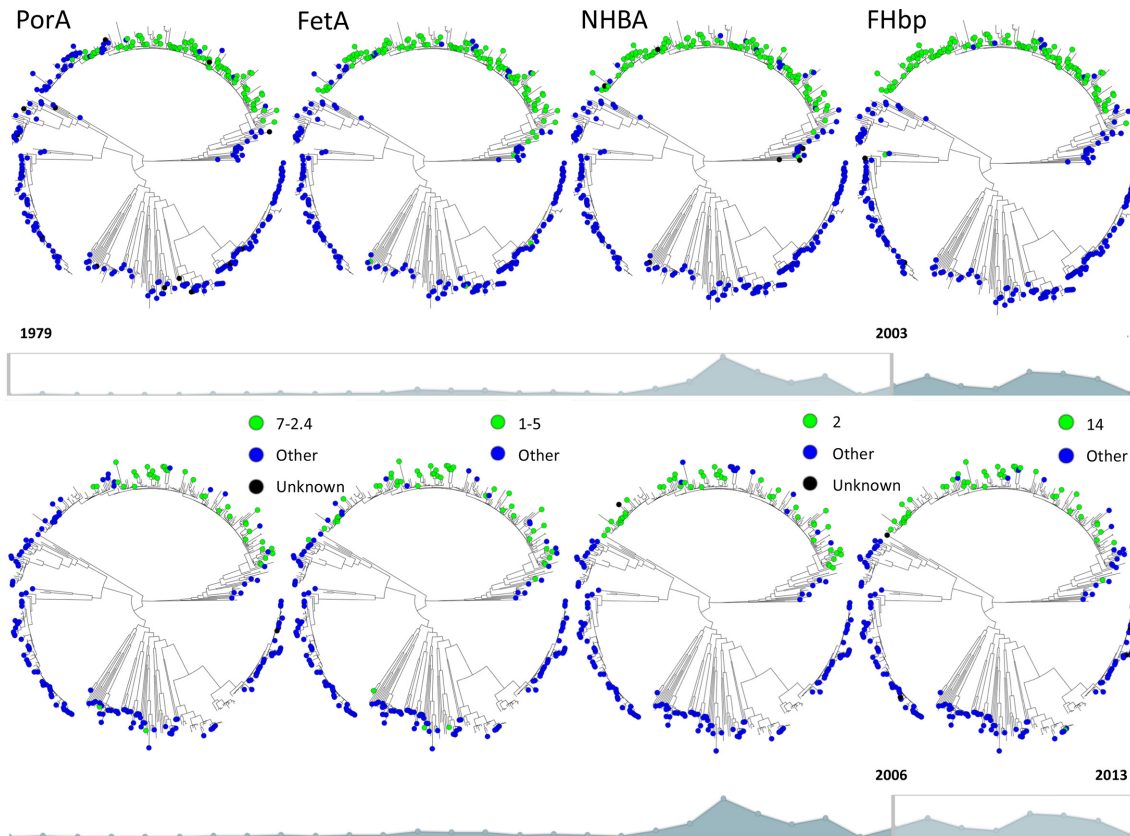 PorA FetA NHBA FHbp
1979 2003
7-2.4 1-5 2 14
Other Other Other Other
Unknown Unknown
2006 2013